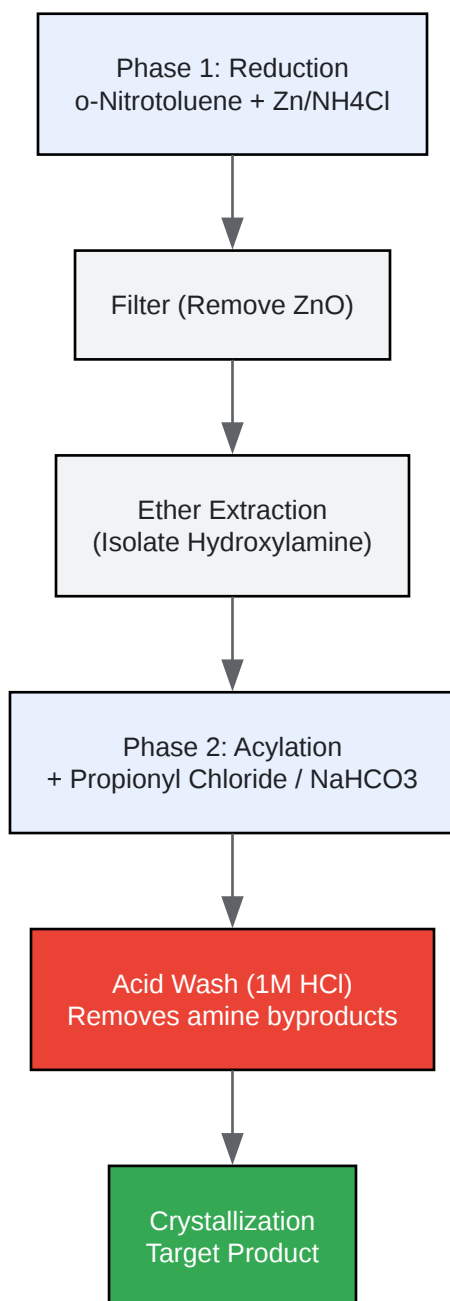 Phase 1: Reduction
o-Nitrotoluene + Zn/NH4Cl
Filter (Remove ZnO)
Ether Extraction
(Isolate Hydroxylamine)
Phase 2: Acylation
+ Propionyl Chloride / NaHCO3
Acid Wash (1M HCl)
Removes amine byproducts
Crystallization
Target Product